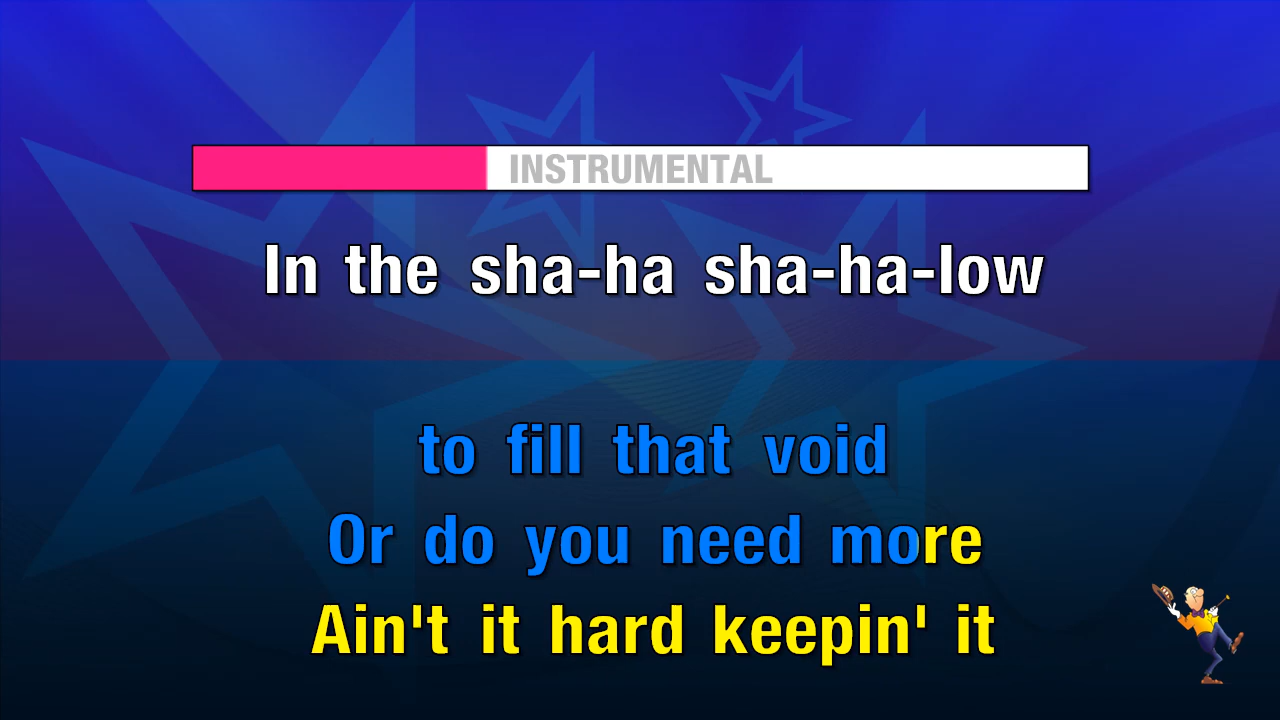 INSTRUMENTAL
In the sha-ha sha-ha-low
to fill that void
Or do you need more
Ain't it hard keepin' it